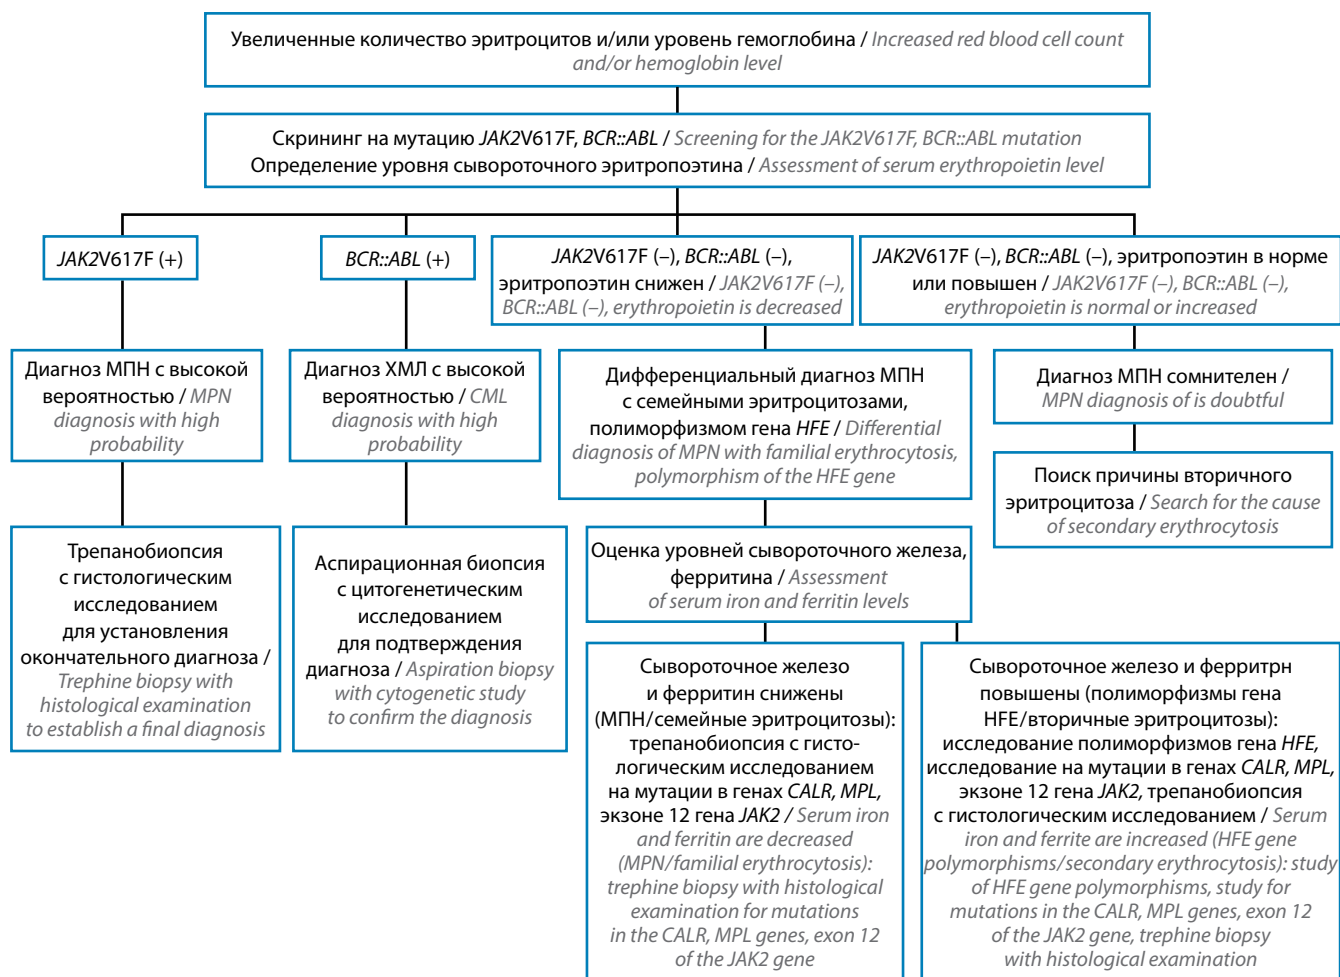 Увеличенные количество эритроцитов и/или уровень гемоглобина / Increased red blood cell count
and/or hemoglobin level
Скрининг на мутацию JAK2V617F, BCR::ABL / Screening for the JAK2V617F, BCR::ABL mutation
Определение уровня сывороточного эритропоэтина / Assessment of serum erythropoietin level
JAK2V617F (+)
BCR::ABL (+)
JAK2V617F (–), BCR::ABL (–),
эритропоэтин снижен / JAK2V617F (–),
BCR::ABL (–), erythropoietin is decreased
JAK2V617F (–), BCR::ABL (–), эритропоэтин в норме
или повышен / JAK2V617F (–), BCR::ABL (–),
erythropoietin is normal or increased
Диагноз МПН с высокой
вероятностью / MPN
diagnosis with high
probability
Диагноз ХМЛ с высокой
вероятностью / CML
diagnosis with high
probability
Дифференциальный диагноз МПН
с семейными эритроцитозами,
полиморфизмом гена HFE / Differential
diagnosis of MPN with familial erythrocytosis,
polymorphism of the HFE gene
Диагноз МПН сомнителен /
MPN diagnosis of is doubtful
Поиск причины вторичного
эритроцитоза / Search for the cause
of secondary erythrocytosis
Трепанобиопсия
с гистологическим
исследованием
для установления
окончательного диагноза /
Trephine biopsy with
histological examination
to establish a final diagnosis
Аспирационная биопсия
с цитогенетическим
исследованием
для подтверждения
диагноза / Aspiration biopsy
with cytogenetic study
to confirm the diagnosis
Оценка уровней сывороточного железа,
ферритина / Assessment
of serum iron and ferritin levels
Сывороточное железо
и ферритин снижены
(МПН/семейные эритроцитозы):
трепанобиопсия с гисто-
логическим исследованием
на мутации в генах CALR, MPL,
экзоне 12 гена JAK2 / Serum iron
and ferritin are decreased
(MPN/familial erythrocytosis):
trephine biopsy with histological
examination for mutations
in the CALR, MPL genes, exon 12
of the JAK2 gene
Сывороточное железо и ферритрн
повышены (полиморфизмы гена
HFE/вторичные эритроцитозы):
исследование полиморфизмов гена HFE,
исследование на мутации в генах CALR, MPL,
экзоне 12 гена JAK2, трепанобиопсия
с гистологическим исследованием / Serum
iron and ferrite are increased (HFE gene
polymorphisms/secondary erythrocytosis): study
of HFE gene polymorphisms, study for
mutations in the CALR, MPL genes, exon 12
of the JAK2 gene, trephine biopsy
with histological examination